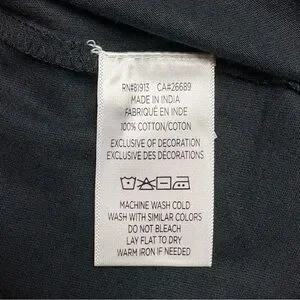 RN#81913 CA#26689
MADE IN INDIA
FABRIQUÉ EN INDE
100% COTTON/COTON
EXCLUSIVE OF DECORATION
EXCLUSIVE DES DÉCORATIONS
MACHINE WASH COLD
WASH WITH SIMILAR COLORS
DO NOT BLEACH
LAY FLAT TO DRY
WARM IRON IF NEEDED